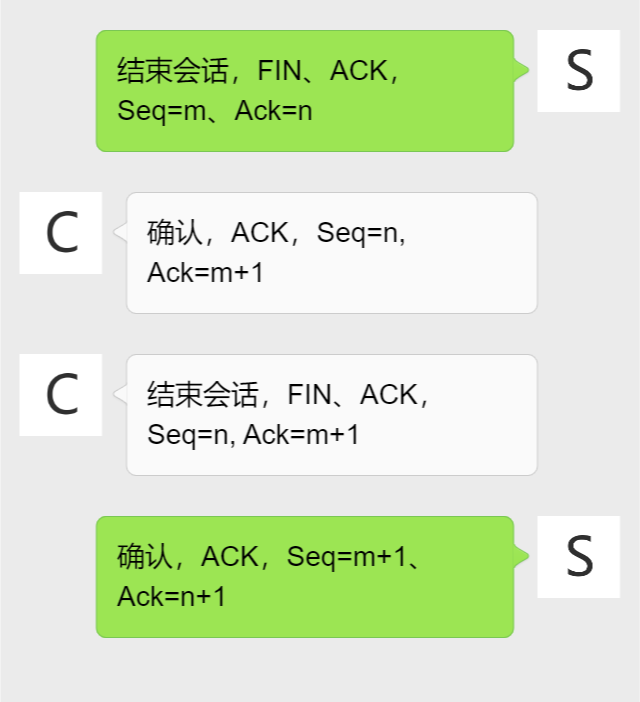 结束会话，FIN、ACK，
Seq=m、Ack=n
S
C
确认，ACK，Seq=n,
Ack=m+1
C
结束会话，FIN、ACK，
Seq=n, Ack=m+1
确认，ACK，Seq=m+1、
Ack=n+1
S